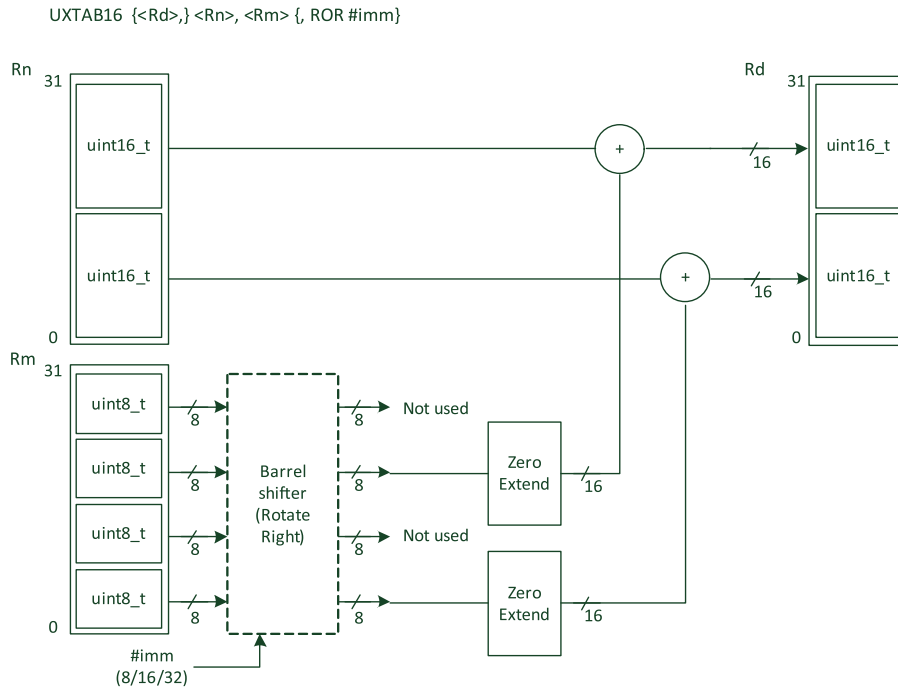 UXTAB16 {<Rd>,} <Rn>, <Rm> {, ROR #imm}
Rn
31
uint16_t
uint16_t
0
+
+
16
16
Rd
31
uint16_t
uint16_t
0
Rm
31
uint8_t
uint8_t
uint8_t
uint8_t
0
8
8
8
8
Barrel
shifter
(Rotate
Right)
#imm
(8/16/32)
8
Not used
8
8
Not used
8
Zero
Extend
16
Zero
Extend
16